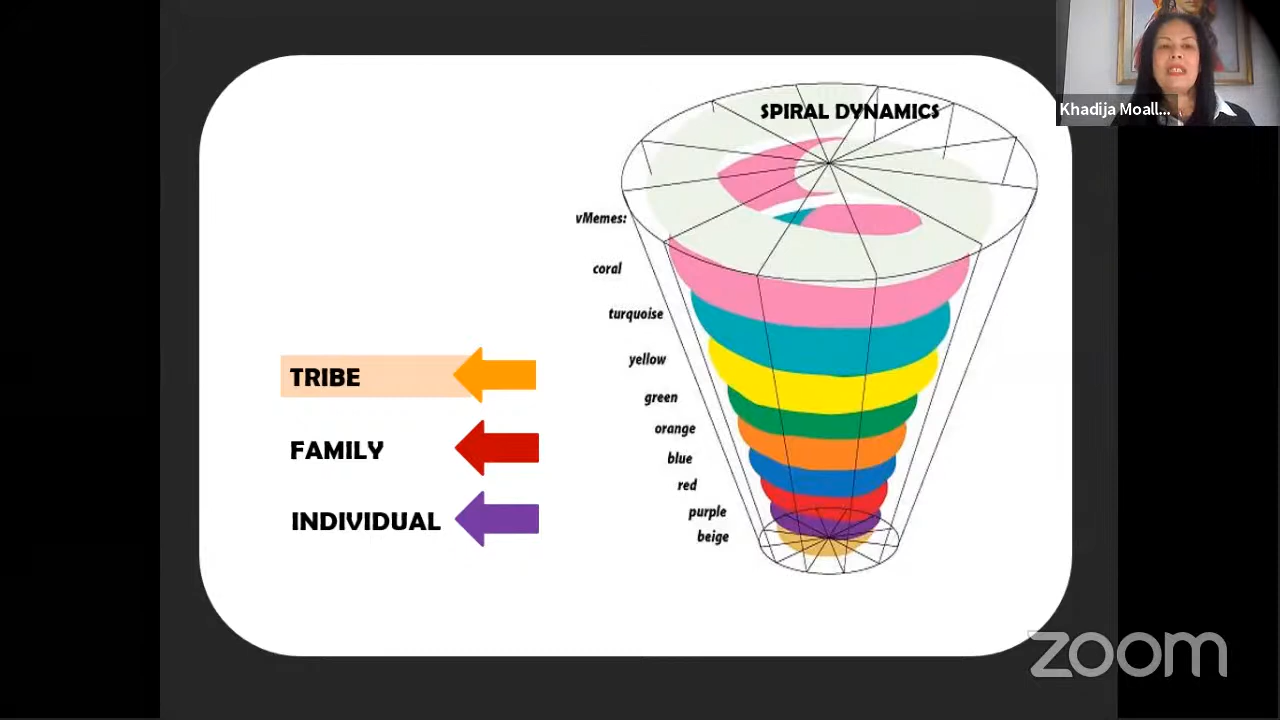 SPIRAL DYNAMICS
Khadija Moall...
vMemes:
coral
turquoise
yellow
green
orange
blue
red
purple
beige
TRIBE
FAMILY
INDIVIDUAL
zoom